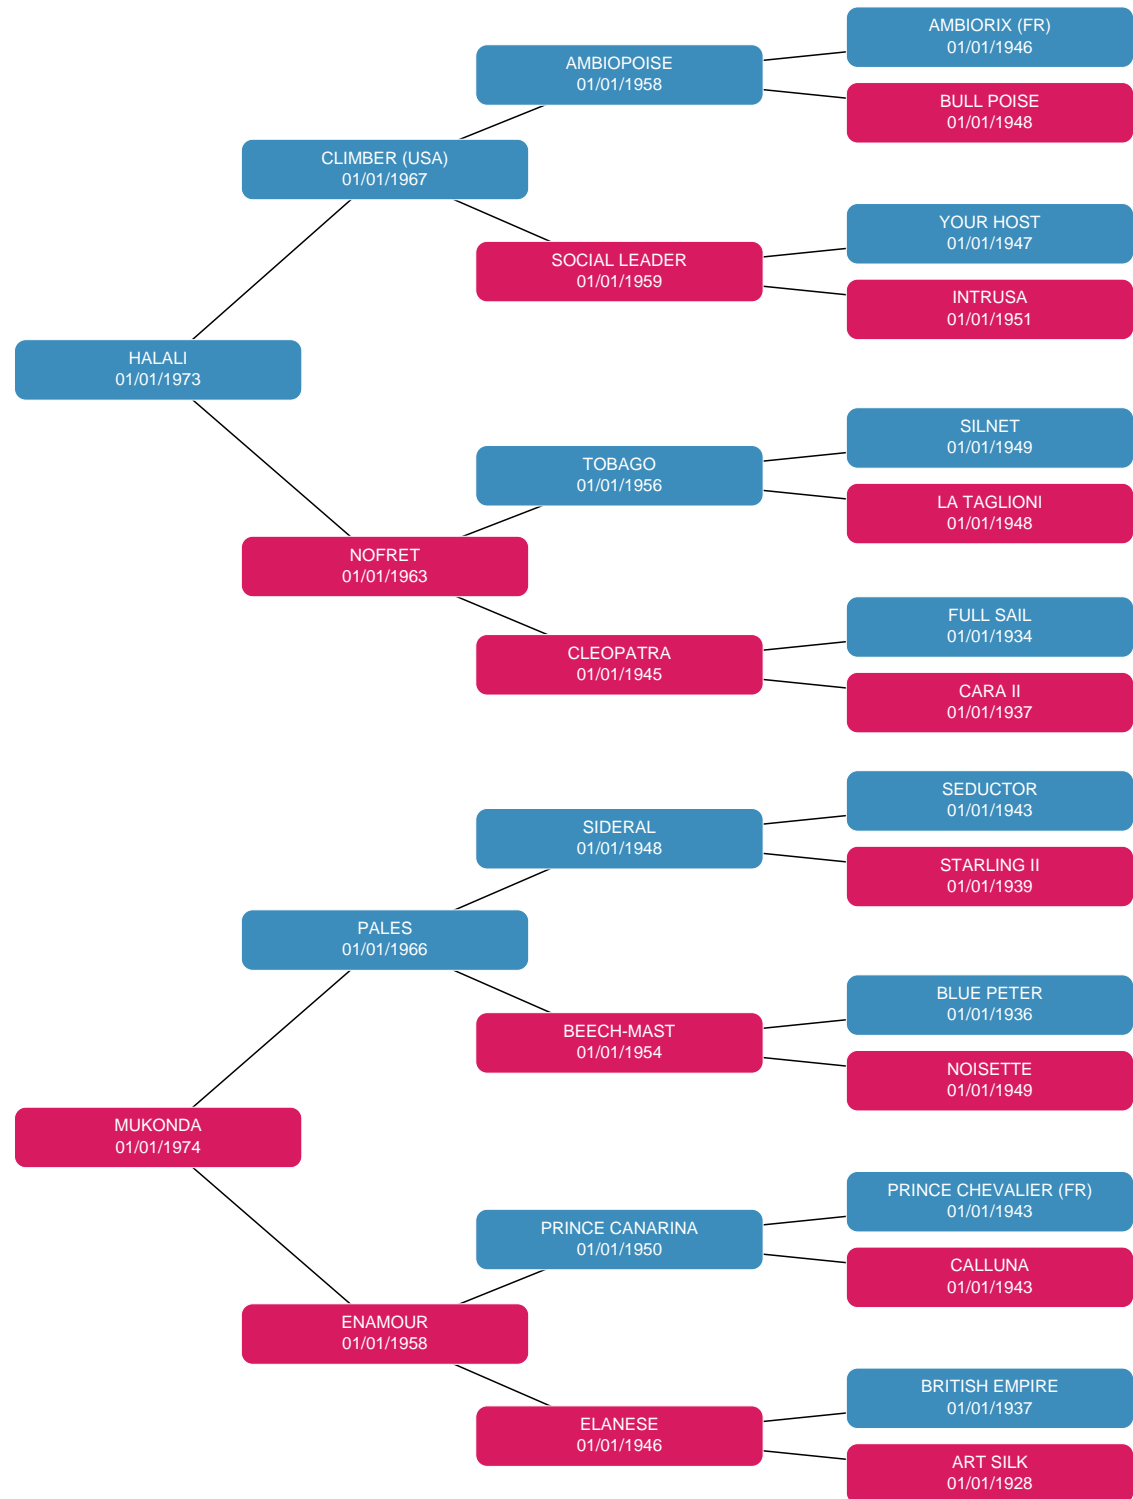 AMBIORIX (FR)
01/01/1946
AMBIOPOISE
01/01/1958
BULL POISE
01/01/1948
CLIMBER (USA)
01/01/1967
YOUR HOST
01/01/1947
SOCIAL LEADER
01/01/1959
INTRUSA
01/01/1951
HALALI
01/01/1973
SILNET
01/01/1949
TOBAGO
01/01/1956
LA TAGLIONI
01/01/1948
NOFRET
01/01/1963
FULL SAIL
01/01/1934
CLEOPATRA
01/01/1945
CARA II
01/01/1937
SEDUCTOR
01/01/1943
SIDERAL
01/01/1948
STARLING II
01/01/1939
PALES
01/01/1966
BLUE PETER
01/01/1936
BEECH-MAST
01/01/1954
NOISETTE
01/01/1949
MUKONDA
01/01/1974
PRINCE CHEVALIER (FR)
01/01/1943
PRINCE CANARINA
01/01/1950
CALLUNA
01/01/1943
ENAMOUR
01/01/1958
BRITISH EMPIRE
01/01/1937
ELANESE
01/01/1946
ART SILK
01/01/1928